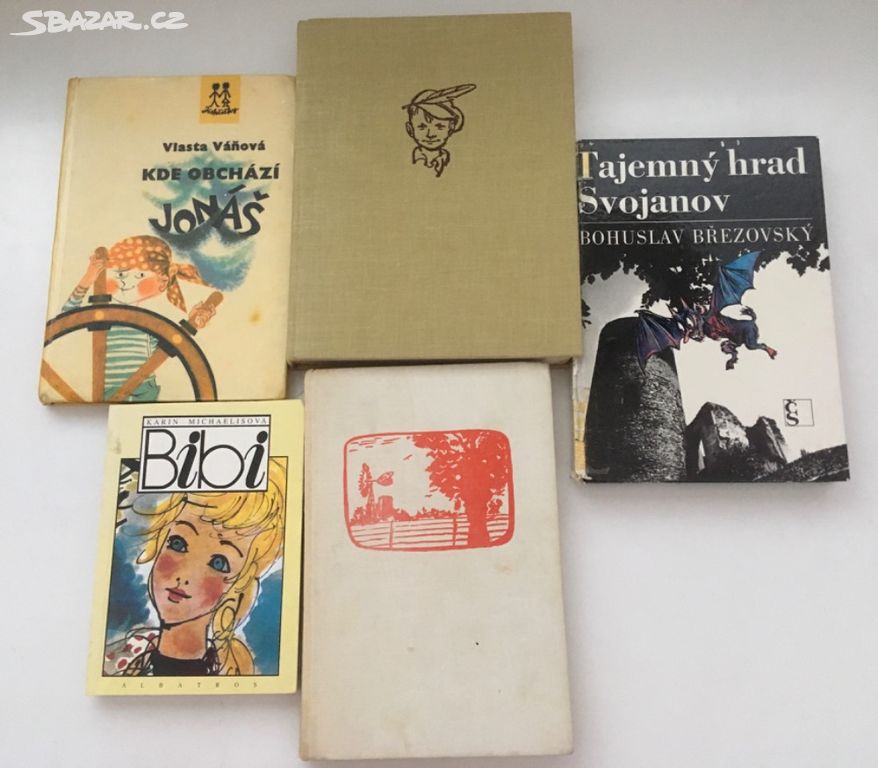 SBAZAR.CZ
Vlasta Váňová
KDE OBCHÁZÍ
JONÁŠ
Tajemný hrad
Svojanov
BOHUSLAV BŘEZOVSKÝ
ČS
KARIN MICHAELISOVÁ
Bibi
ALBATROS